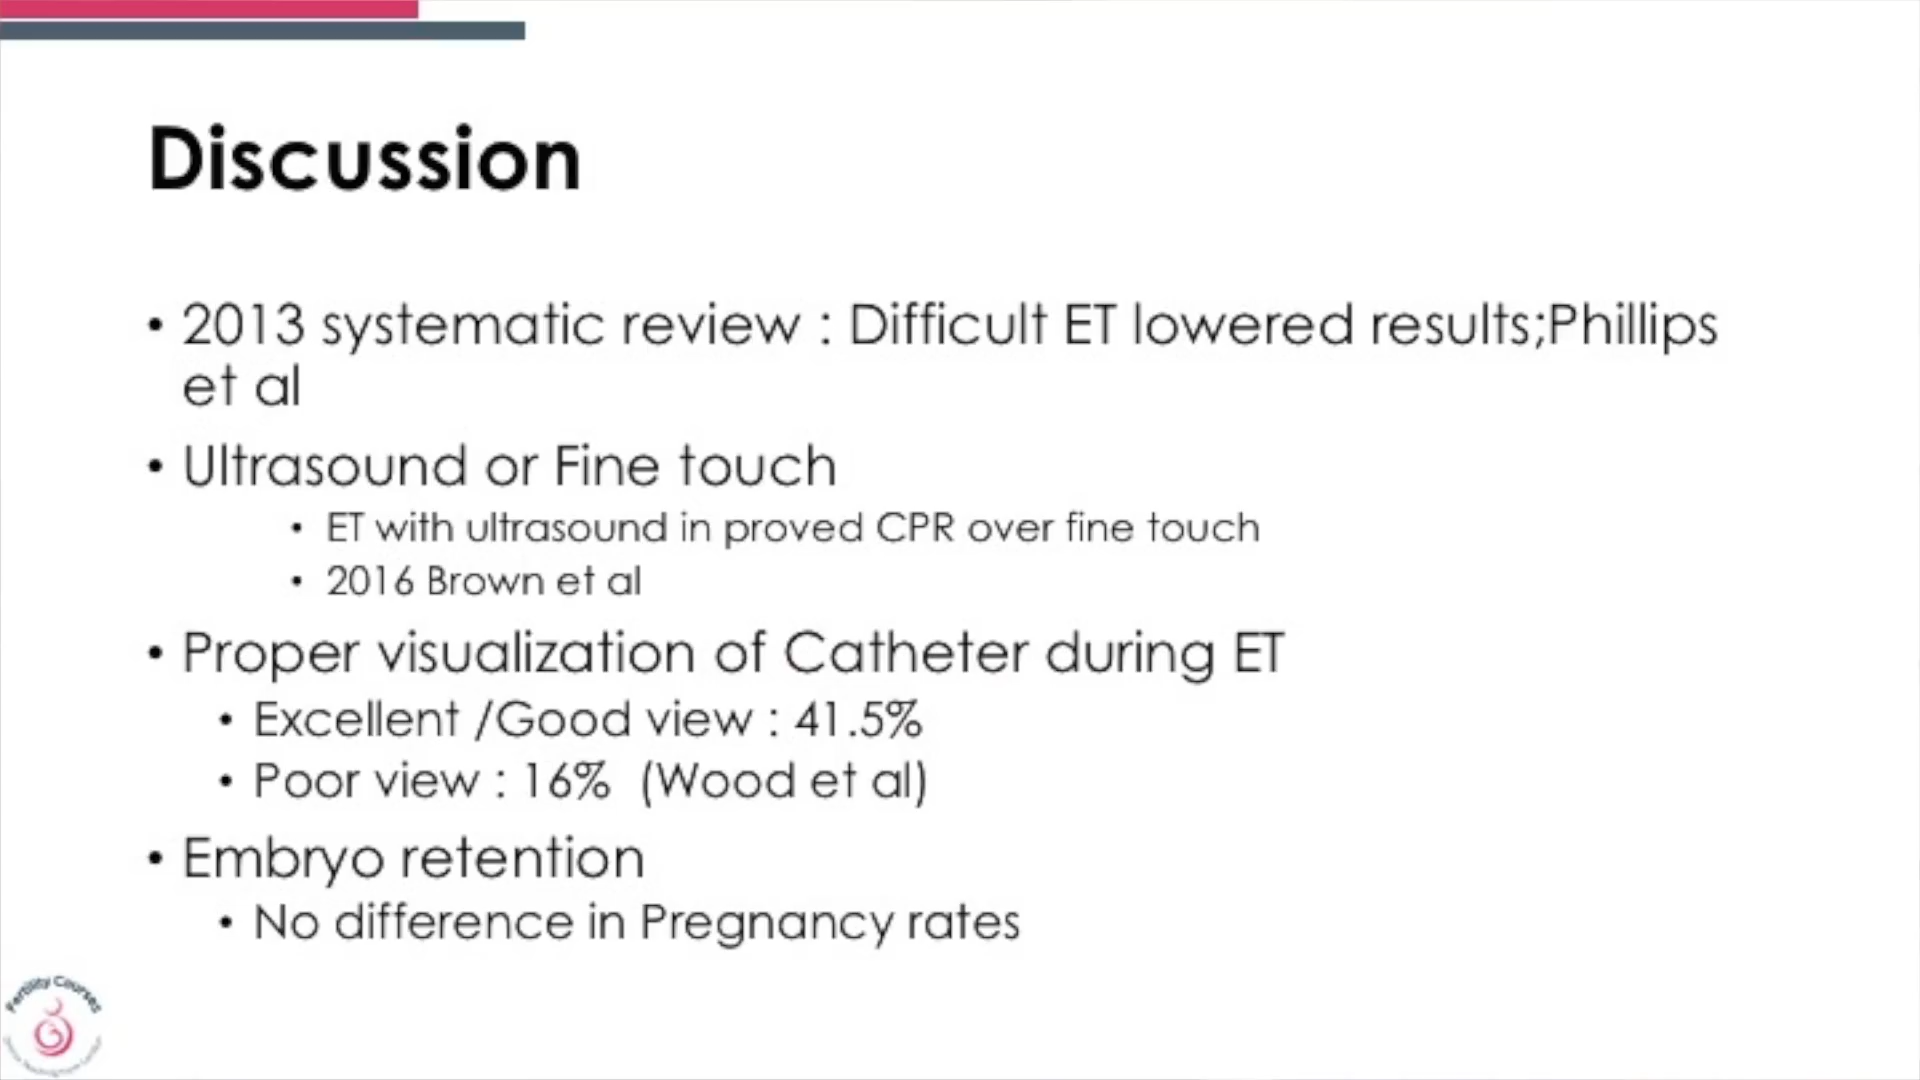 Discussion
• 2013 systematic review : Difficult ET lowered results;Phillips
et al
• Ultrasound or Fine touch
• ET with ultrasound in proved CPR over fine touch
• 2016 Brown et al
• Proper visualization of Catheter during ET
• Excellent /Good view : 41.5%
• Poor view : 16% (Wood et al)
• Embryo retention
• No difference in Pregnancy rates
Fertility Courses